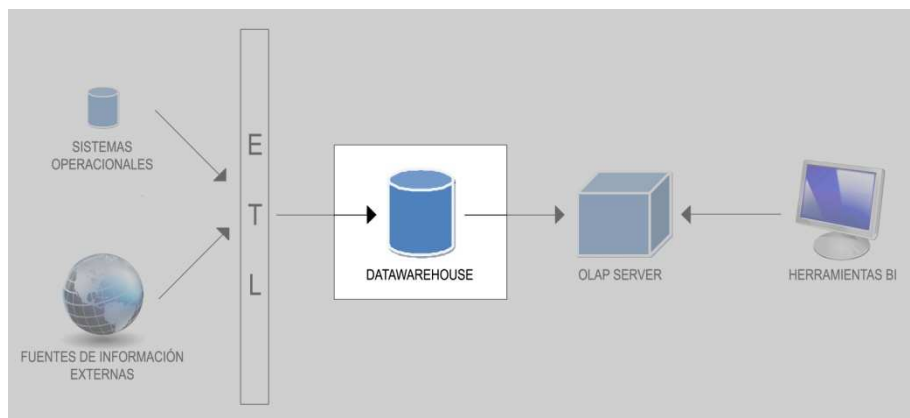 SISTEMAS
OPERACIONALES
FUENTES DE INFORMACIÓN
EXTERNAS
E
T
L
DATAWAREHOUSE
OLAP SERVER
HERRAMIENTAS BI